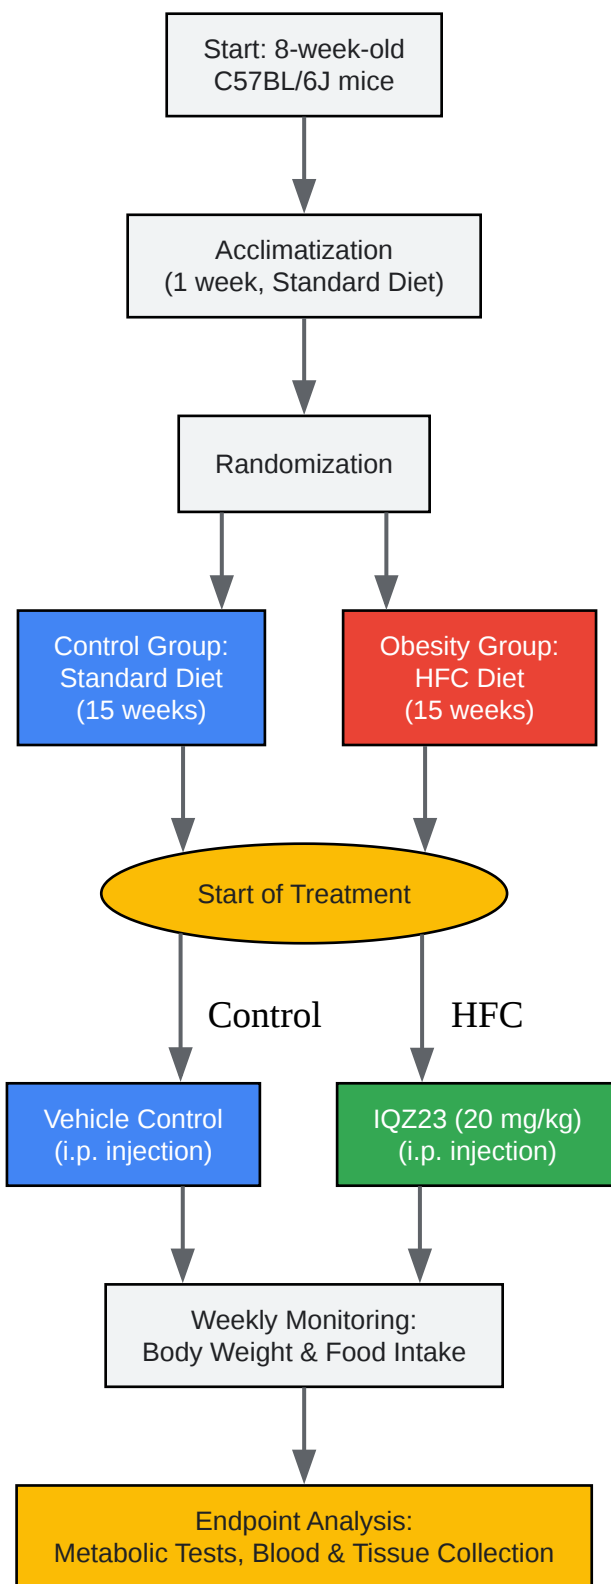 Start: 8-week-old
C57BL/6J mice
Acclimatization
(1 week, Standard Diet)
Randomization
Control Group:
Standard Diet
(15 weeks)
Obesity Group:
HFC Diet
(15 weeks)
Start of Treatment
Control
HFC
Vehicle Control
(i.p. injection)
IQZ23 (20 mg/kg)
(i.p. injection)
Weekly Monitoring:
Body Weight & Food Intake
Endpoint Analysis:
Metabolic Tests, Blood & Tissue Collection